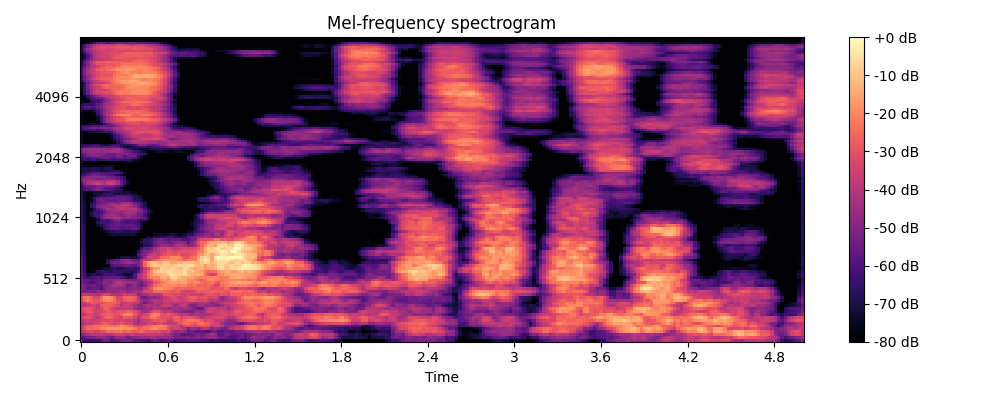 Mel-frequency spectrogram
Hz
4096
2048
1024
512
0
0 0.6 1.2 1.8 2.4 3 3.6 4.2 4.8
Time
+0 dB
-10 dB
-20 dB
-30 dB
-40 dB
-50 dB
-60 dB
-70 dB
-80 dB